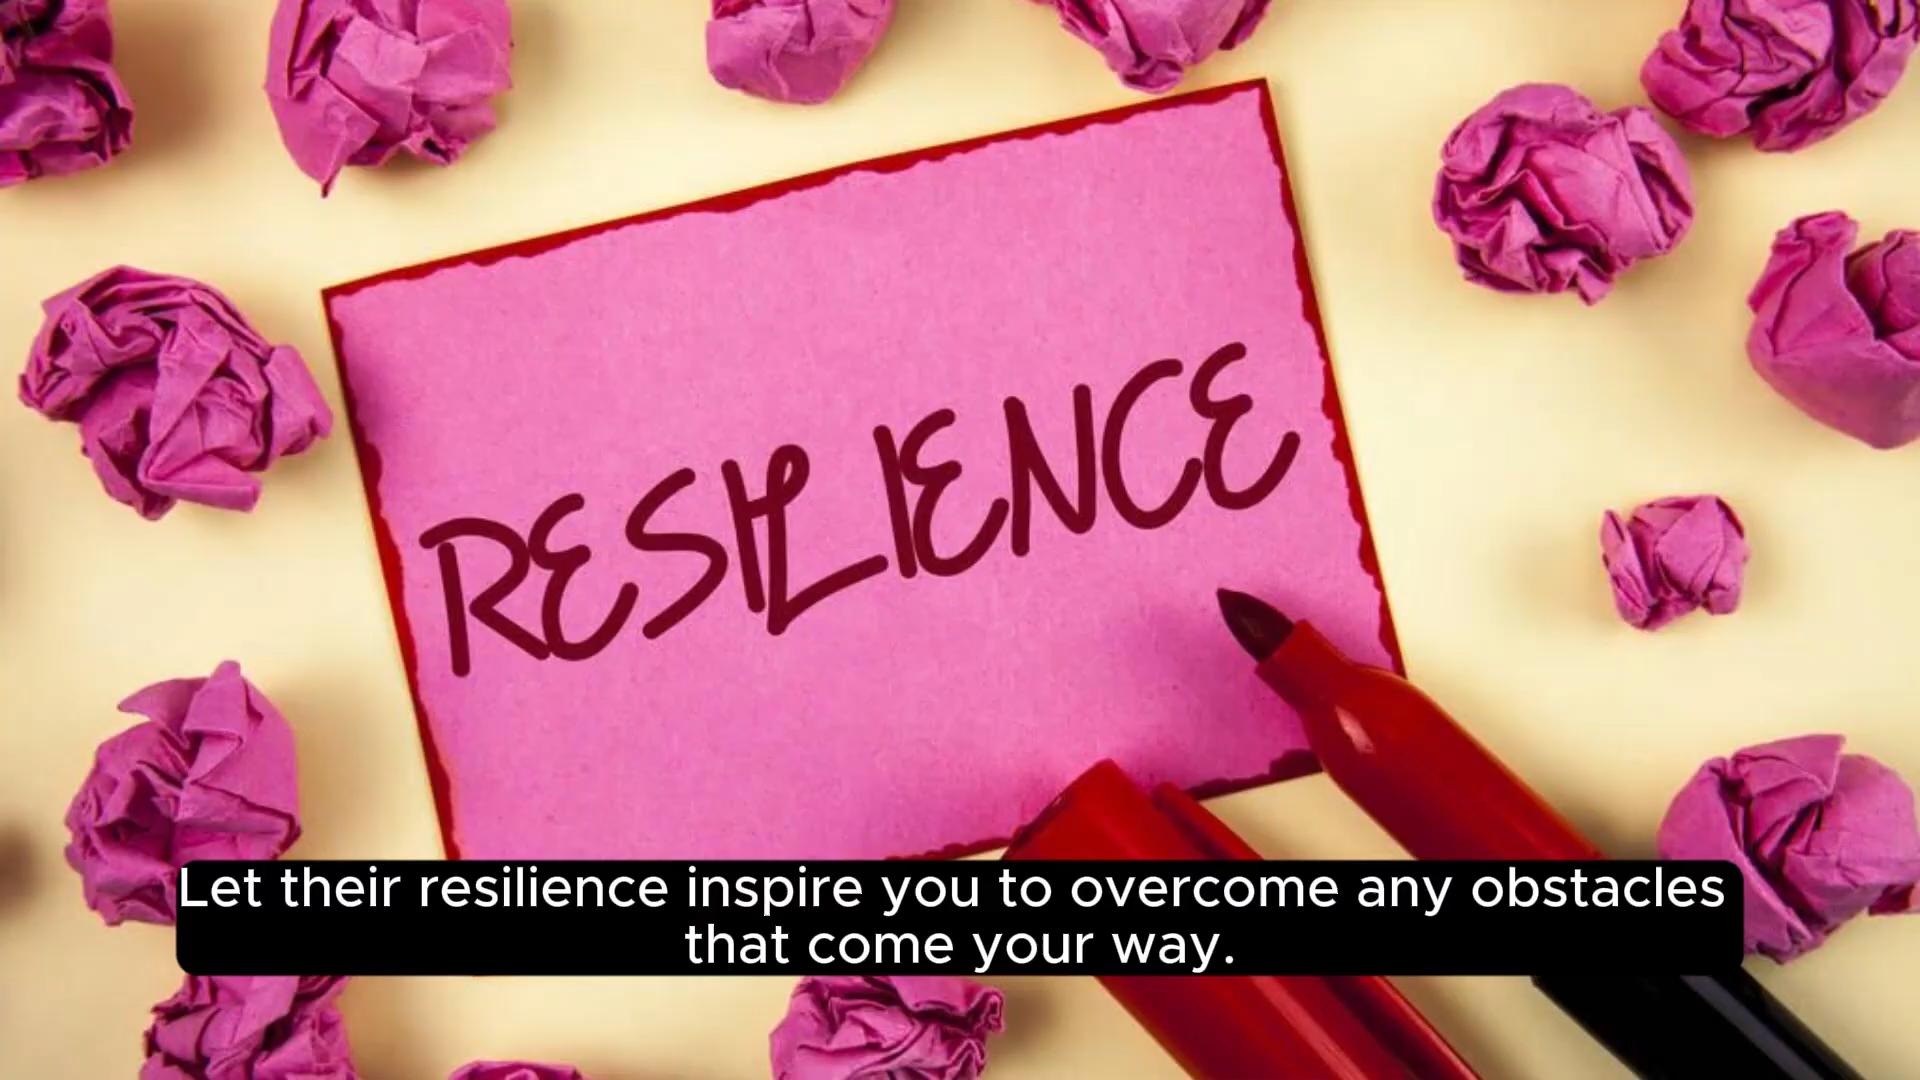 RESILIENCE
Let their resilience inspire you to overcome any obstacles
that come your way.